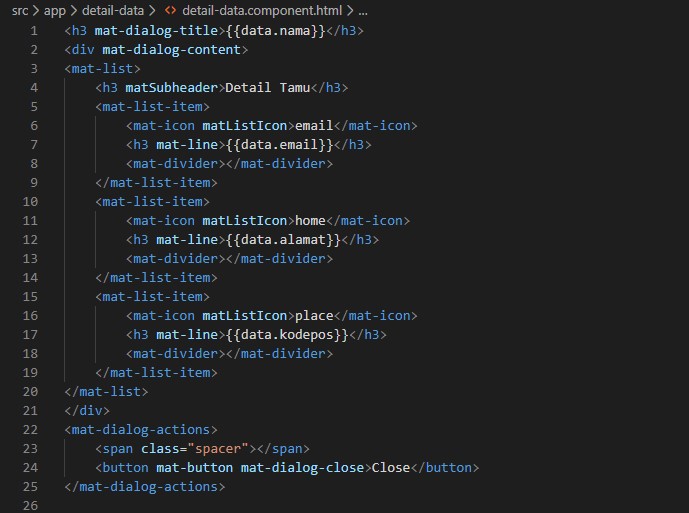 src > app > detail-data > <> detail-data.component.html > ...
1 <h3 mat-dialog-title>{{data.nama}}</h3>
2 <div mat-dialog-content>
3 <mat-list>
4     <h3 matSubheader>Detail Tamu</h3>
5     <mat-list-item>
6         <mat-icon matListIcon>email</mat-icon>
7         <h3 mat-line>{{data.email}}</h3>
8         <mat-divider></mat-divider>
9     </mat-list-item>
10     <mat-list-item>
11         <mat-icon matListIcon>home</mat-icon>
12         <h3 mat-line>{{data.alamat}}</h3>
13         <mat-divider></mat-divider>
14     </mat-list-item>
15     <mat-list-item>
16         <mat-icon matListIcon>place</mat-icon>
17         <h3 mat-line>{{data.kodepos}}</h3>
18         <mat-divider></mat-divider>
19     </mat-list-item>
20 </mat-list>
21 </div>
22 <mat-dialog-actions>
23     <span class="spacer"></span>
24     <button mat-button mat-dialog-close>Close</button>
25 </mat-dialog-actions>
26